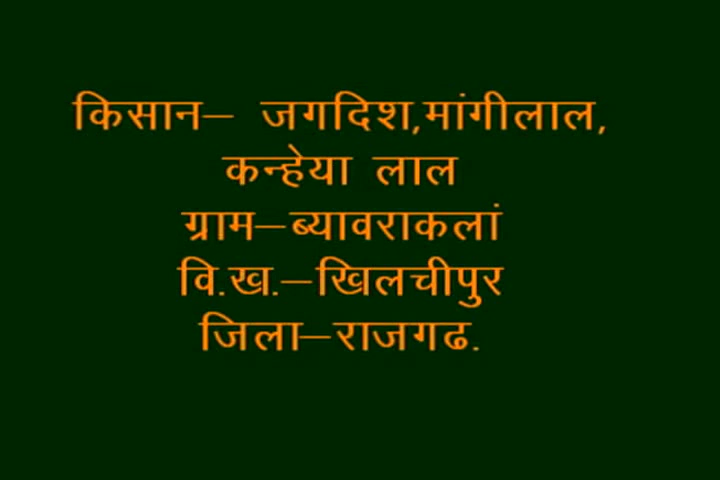 किसान– जगदिश,मांगीलाल,
कन्हेया लाल
ग्राम–ब्यावराकलां
वि.ख.–खिलचीपुर
जिला–राजगढ.